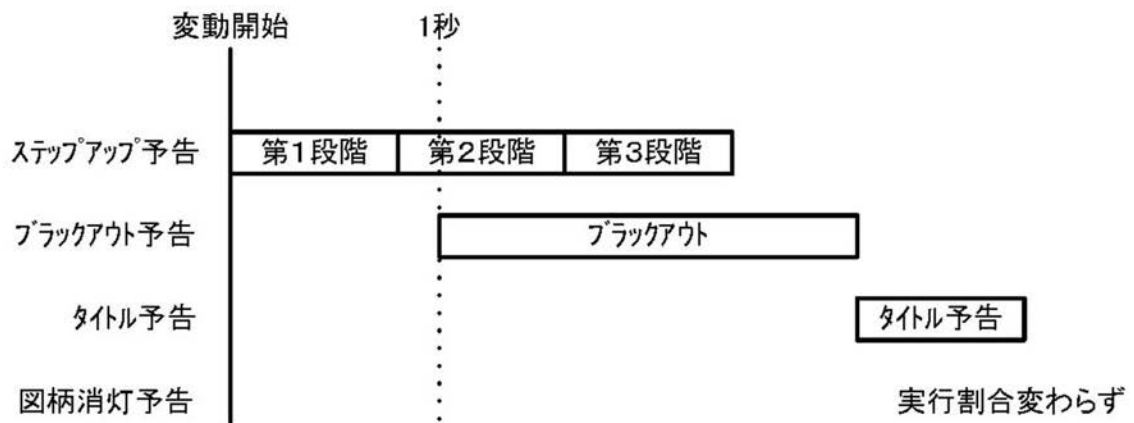 変動開始 1秒
ステップアップ予告 第1段階 第2段階 第3段階
ブラックアウト予告 ブラックアウト
タイトル予告 タイトル予告
図柄消灯予告 実行割合変わらず